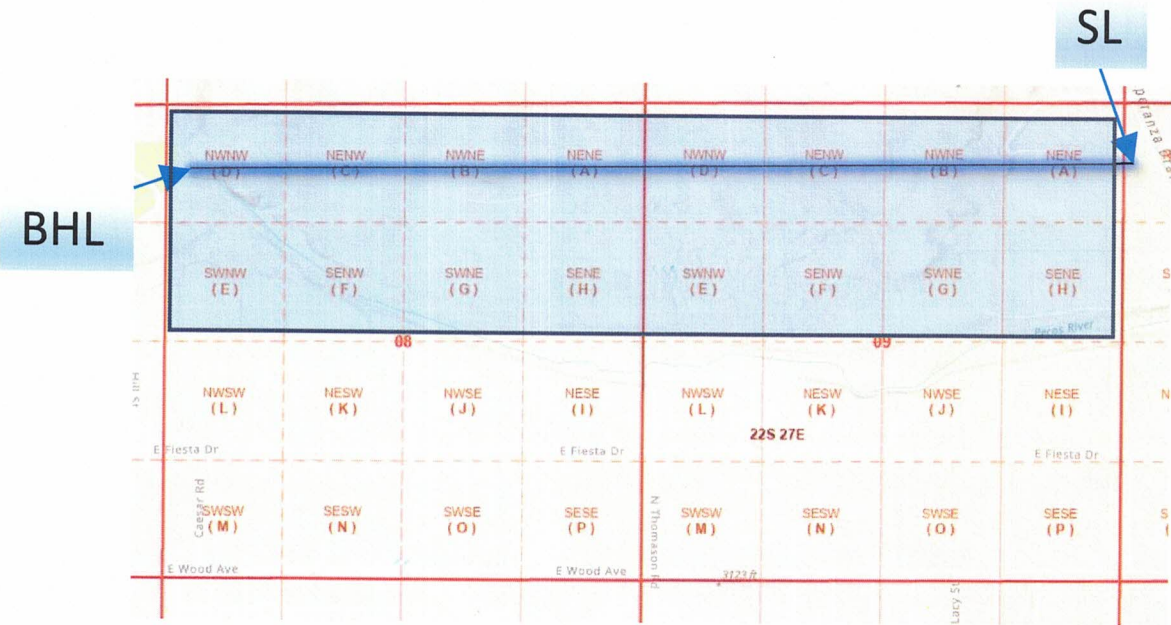 SL
NWNW NENW NWNE NENE NWNW NENW NWNE NENE
(D) (C) (B) (A) (D) (C) (B) (A)
BHL
SWNW SENW SWNE SENE SWNW SENW SWNE SENE
(E) (F) (G) (H) (E) (F) (G) (H)
Pecos River
08 09
NWSW NESW NWSE NESE NWSW NESW NWSE NESE
(L) (K) (J) (I) (L) (K) (J) (I)
22S 27E
E Fiesta Dr E Fiesta Dr E Fiesta Dr
Caesar Rd
N Thomason Rd
SWSW SESW SWSE SESE SWSW SESW SWSE SESE
(M) (N) (O) (P) (M) (N) (O) (P)
E Wood Ave E Wood Ave
3123 ft
Lacy St